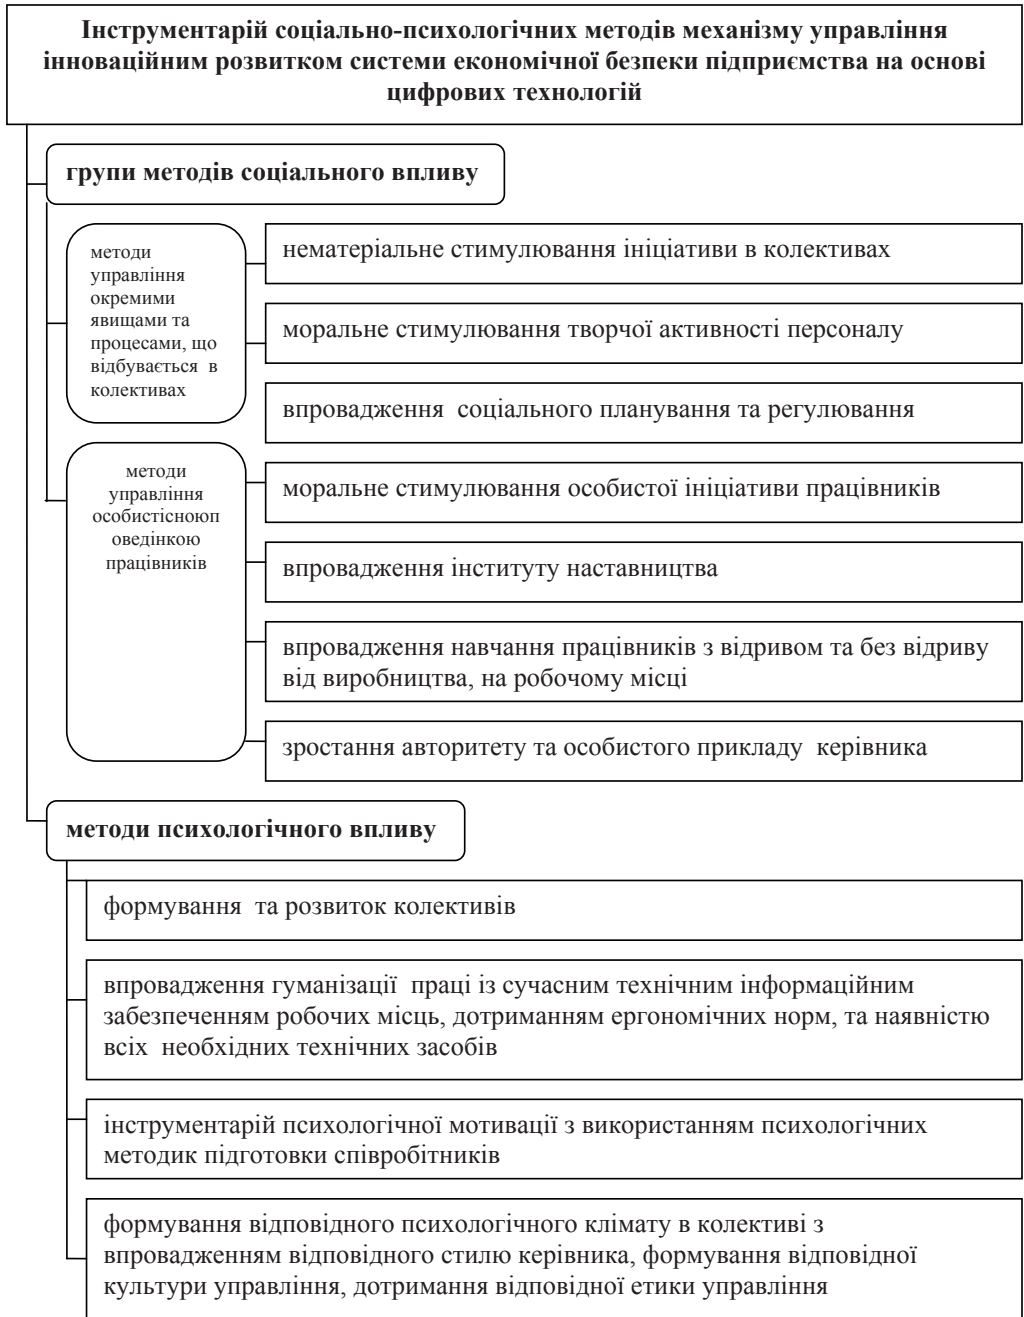 Інструментарій соціально-психологічних методів механізму управління
інноваційним розвитком системи економічної безпеки підприємства на основі
цифрових технологій
групи методів соціального впливу
методи
управління
окремими
явищами та
процесами, що
відбувається в
колективах
нематеріальне стимулювання ініціативи в колективах
моральне стимулювання творчої активності персоналу
впровадження соціального планування та регулювання
методи
управління
особистісноюп
оведінкою
працівників
моральне стимулювання особистої ініціативи працівників
впровадження інституту наставництва
впровадження навчання працівників з відривом та без відриву
від виробництва, на робочому місці
зростання авторитету та особистого прикладу керівника
методи психологічного впливу
формування та розвиток колективів
впровадження гуманізації праці із сучасним технічним інформаційним
забезпеченням робочих місць, дотриманням ергономічних норм, та наявністю
всіх необхідних технічних засобів
інструментарій психологічної мотивації з використанням психологічних
методик підготовки співробітників
формування відповідного психологічного клімату в колективі з
впровадженням відповідного стилю керівника, формування відповідної
культури управління, дотримання відповідної етики управління